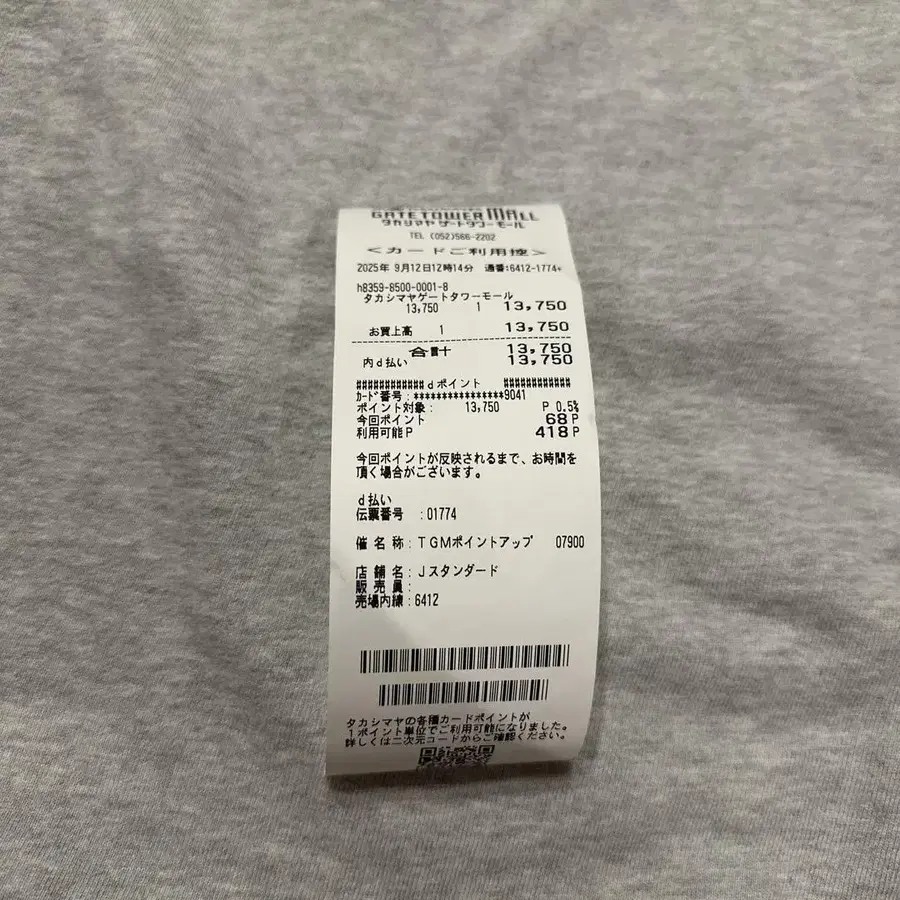 GATETOWER MALL
タカシマヤ ゲートタワーモール
TEL (052)566-2202
＜カードご利用控＞
2025年 9月12日12時14分 通番:6412-1774*
h8359-8500-0001-8
タカシマヤゲートタワーモール
13,750 1 13,750
お買上高 1 13,750
合計 13,750
内ｄ払い 13,750
############ｄポイント ############
ｶｰﾄﾞ番号:****************9041
ポイント対象: 13,750 P 0.5%
今回ポイント 68P
利用可能P 418P
今回ポイントが反映されるまで、お時間を
頂く場合がございます。
ｄ払い
伝票番号 :01774
催 名 称:ＴＧＭポイントアップ 07900
店 舗 名:Ｊスタンダード
販 売 員:
売場内線:6412
タカシマヤの各種カードポイントが
１ポイント単位でご利用可能になりました。
詳しくは二次元コードからご確認ください。